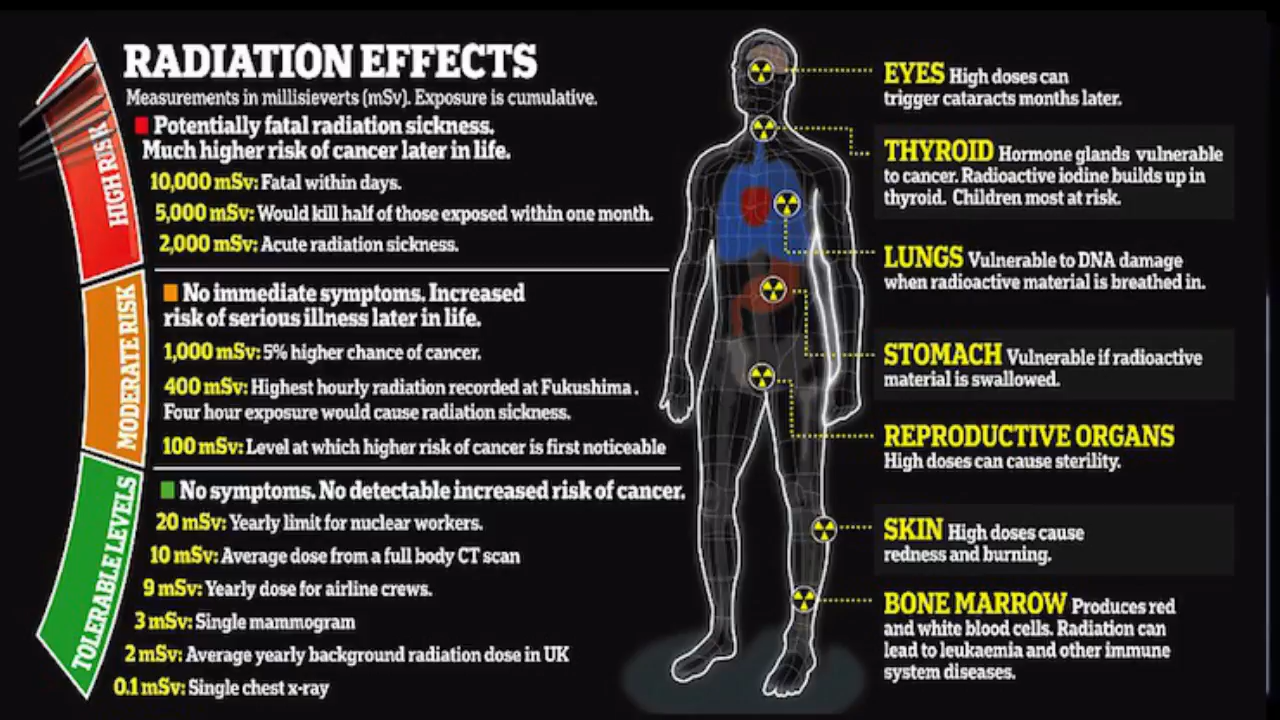 RADIATION EFFECTS
Measurements in millisieverts (mSv). Exposure is cumulative.
HIGH RISK
Potentially fatal radiation sickness.
Much higher risk of cancer later in life.
10,000 mSv: Fatal within days.
5,000 mSv: Would kill half of those exposed within one month.
2,000 mSv: Acute radiation sickness.
MODERATE RISK
No immediate symptoms. Increased
risk of serious illness later in life.
1,000 mSv: 5% higher chance of cancer.
400 mSv: Highest hourly radiation recorded at Fukushima .
Four hour exposure would cause radiation sickness.
100 mSv: Level at which higher risk of cancer is first noticeable
TOLERABLE LEVELS
No symptoms. No detectable increased risk of cancer.
20 mSv: Yearly limit for nuclear workers.
10 mSv: Average dose from a full body CT scan
9 mSv: Yearly dose for airline crews.
3 mSv: Single mammogram
2 mSv: Average yearly background radiation dose in UK
0.1 mSv: Single chest x-ray
EYES High doses can
trigger cataracts months later.
THYROID Hormone glands vulnerable
to cancer. Radioactive iodine builds up in
thyroid. Children most at risk.
LUNGS Vulnerable to DNA damage
when radioactive material is breathed in.
STOMACH Vulnerable if radioactive
material is swallowed.
REPRODUCTIVE ORGANS
High doses can cause sterility.
SKIN High doses cause
redness and burning.
BONE MARROW Produces red
and white blood cells. Radiation can
lead to leukaemia and other immune
system diseases.